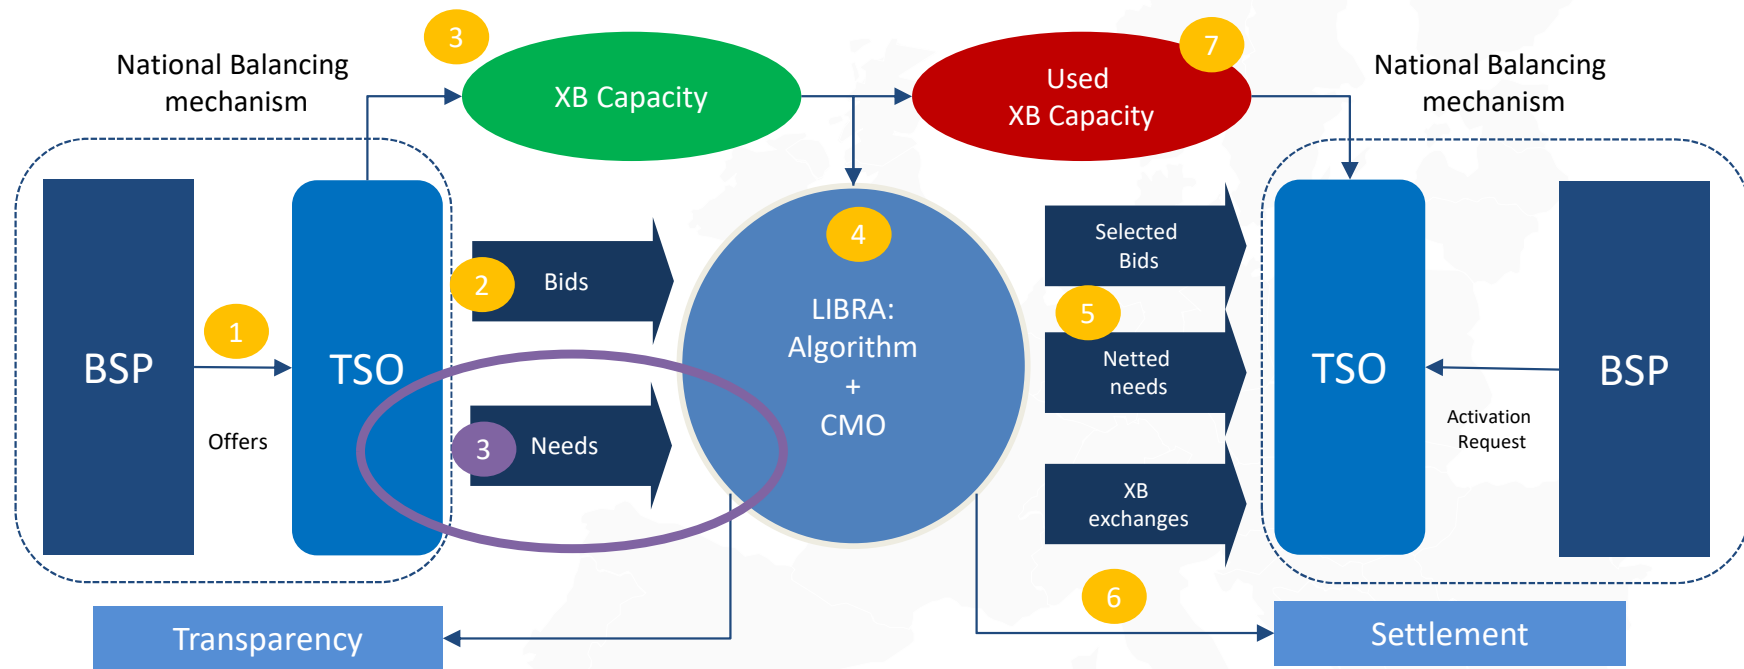 National Balancing
mechanism
3
XB Capacity
Used
XB Capacity
7
National Balancing
mechanism
BSP
1
Offers
TSO
2
Bids
3
Needs
4
LIBRA:
Algorithm
+
CMO
Selected
Bids
5
Netted
needs
XB
exchanges
6
TSO
Activation
Request
BSP
Transparency
Settlement